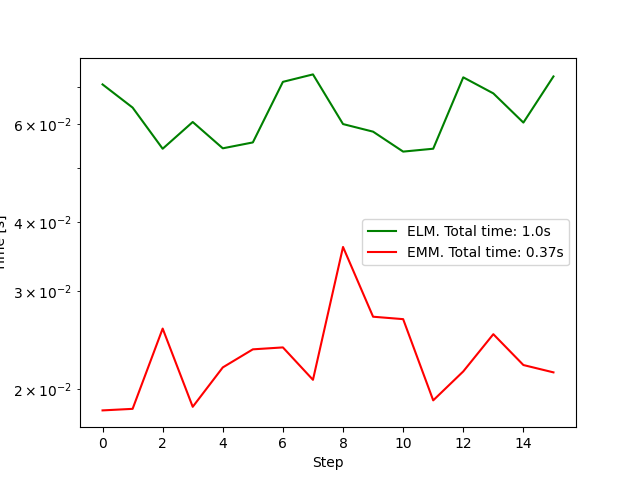 6 × 10⁻²
4 × 10⁻²
3 × 10⁻²
2 × 10⁻²
Time [s]
ELM. Total time: 1.0s
EMM. Total time: 0.37s
0 2 4 6 8 10 12 14
Step